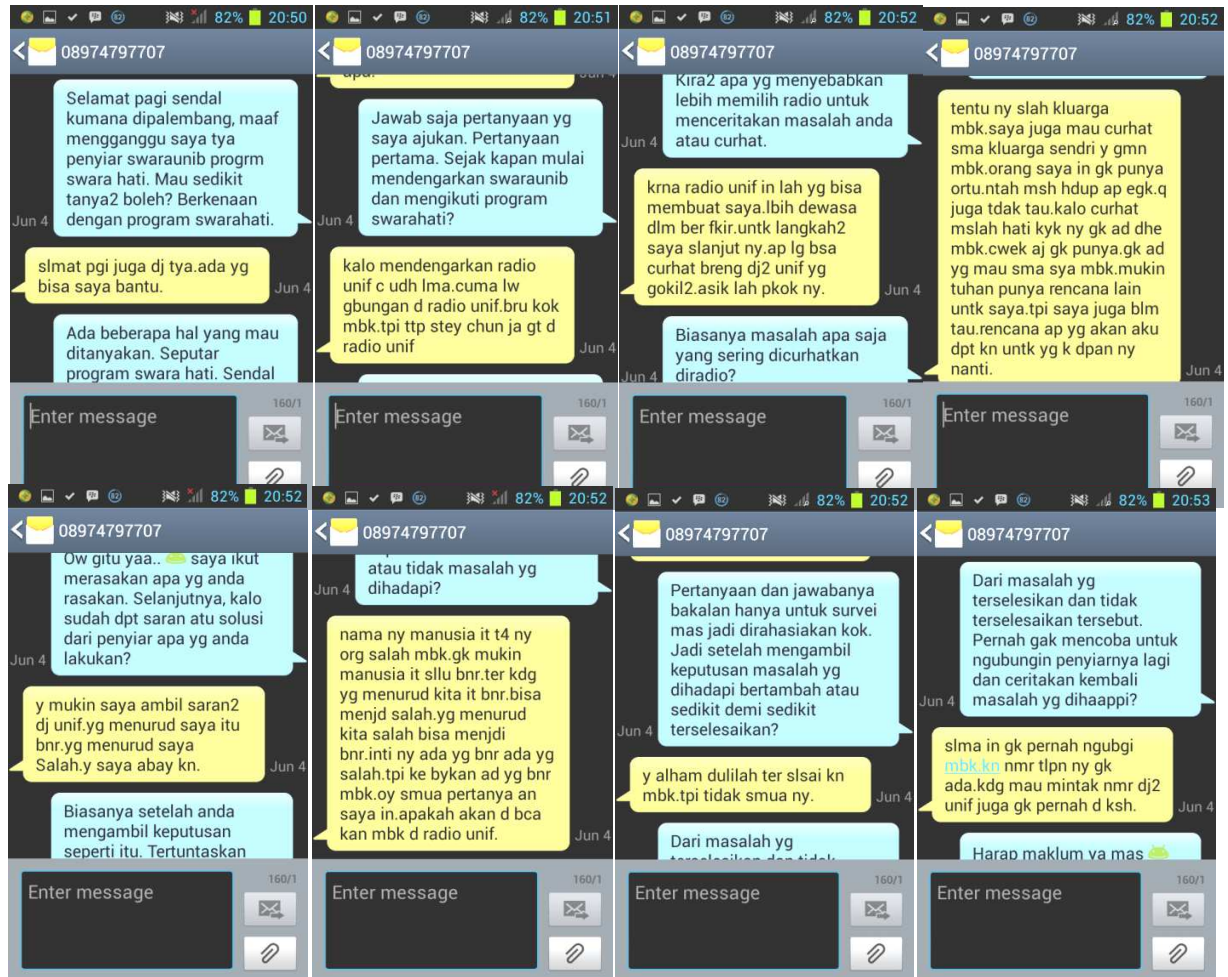 82% 20:50
08974797707
Selamat pagi sendal
kumana dipalembang, maaf
mengganggu saya tya
penyiar swaraunib progrm
swara hati. Mau sedikit
tanya2 boleh? Berkenaan
dengan program swarahati.
Jun 4
slmat pgi juga dj tya.ada yg
bisa saya bantu.
Jun 4
Ada beberapa hal yang mau
ditanyakan. Seputar
program swara hati. Sendal
Enter message
160/1
82% 20:51
08974797707
Jun 4
Jawab saja pertanyaan yg
saya ajukan. Pertanyaan
pertama. Sejak kapan mulai
mendengarkan swaraunib
dan mengikuti program
swarahati?
Jun 4
kalo mendengarkan radio
unif c udh lma.cuma lw
gbungan d radio unif.bru kok
mbk.tpi ttp stey chun ja gt d
radio unif
Jun 4
Enter message
160/1
82% 20:52
08974797707
Kira2 apa yg menyebabkan
lebih memilih radio untuk
menceritakan masalah anda
atau curhat.
Jun 4
krna radio unif in lah yg bisa
membuat saya.lbih dewasa
dlm ber fkir.untk langkah2
saya slanjut ny.ap lg bsa
curhat breng dj2 unif yg
gokil2.asik lah pkok ny.
Jun 4
Biasanya masalah apa saja
yang sering dicurhatkan
diradio?
Jun 4
Enter message
160/1
82% 20:52
08974797707
tentu ny slah kluarga
mbk.saya juga mau curhat
sma kluarga sendri y gmn
mbk.orang saya in gk punya
ortu.ntah msh hdup ap egk.q
juga tdak tau.kalo curhat
mslah hati kyk ny gk ad dhe
mbk.cwek aj gk punya.gk ad
yg mau sma sya mbk.mukin
tuhan punya rencana lain
untk saya.tpi saya juga blm
tau.rencana ap yg akan aku
dpt kn untk yg k dpan ny
nanti.
Jun 4
Enter message
160/1
82% 20:52
08974797707
Ow gitu yaa.. saya ikut
merasakan apa yg anda
rasakan. Selanjutnya, kalo
sudah dpt saran atu solusi
dari penyiar apa yg anda
lakukan?
Jun 4
y mukin saya ambil saran2
dj unif.yg menurud saya itu
bnr.yg menurud saya
Salah.y saya abay kn.
Jun 4
Biasanya setelah anda
mengambil keputusan
seperti itu. Tertuntaskan
Enter message
160/1
82% 20:52
08974797707
atau tidak masalah yg
dihadapi?
Jun 4
nama ny manusia it t4 ny
org salah mbk.gk mukin
manusia it sllu bnr.ter kdg
yg menurud kita it bnr.bisa
menjd salah.yg menurud
kita salah bisa menjdi
bnr.inti ny ada yg bnr ada yg
salah.tpi ke bykan ad yg bnr
mbk.oy smua pertanya an
saya in.apakah akan d bca
kan mbk d radio unif.
Jun 4
Enter message
160/1
82% 20:52
08974797707
Pertanyaan dan jawabanya
bakalan hanya untuk survei
mas jadi dirahasiakan kok.
Jadi setelah mengambil
keputusan masalah yg
dihadapi bertambah atau
sedikit demi sedikit
terselesaikan?
Jun 4
y alham dulilah ter slsai kn
mbk.tpi tidak smua ny.
Jun 4
Dari masalah yg
Enter message
160/1
82% 20:53
08974797707
Dari masalah yg
terselesikan dan tidak
terselesaikan tersebut.
Pernah gak mencoba untuk
ngubungin penyiarnya lagi
dan ceritakan kembali
masalah yg dihaappi?
Jun 4
slma in gk pernah ngubgi
mbk.kn nmr tlpn ny gk
ada.kdg mau mintak nmr dj2
unif juga gk pernah d ksh.
Jun 4
Harap maklum ya mas
Enter message
160/1